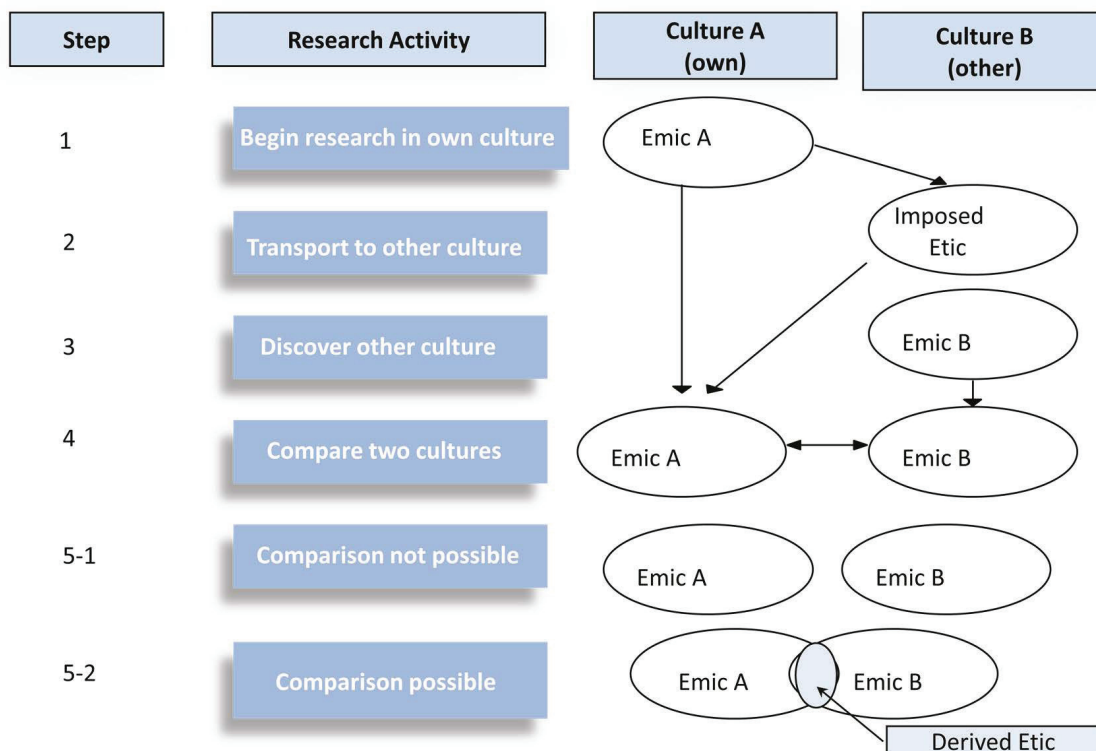 Step
Research Activity
Culture A
(own)
Culture B
(other)
1
Begin research in own culture
Emic A
2
Transport to other culture
Imposed
Etic
3
Discover other culture
Emic B
4
Compare two cultures
Emic A
Emic B
5-1
Comparison not possible
Emic A
Emic B
5-2
Comparison possible
Emic A
Emic B
Derived Etic